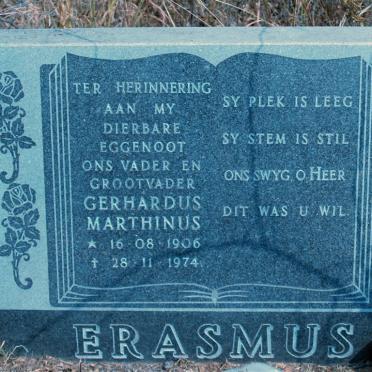 TER HERINNERING
AAN MY
DIERBARE
EGGENOOT
ONS VADER EN
GROOTVADER
GERHARDUS
MARTHINUS
★ 16·08·1906
✝ 28·11·1974.
SY PLEK IS LEEG
SY STEM IS STIL
ONS SWYG, O HEER
DIT WAS U WIL.
ERASMUS